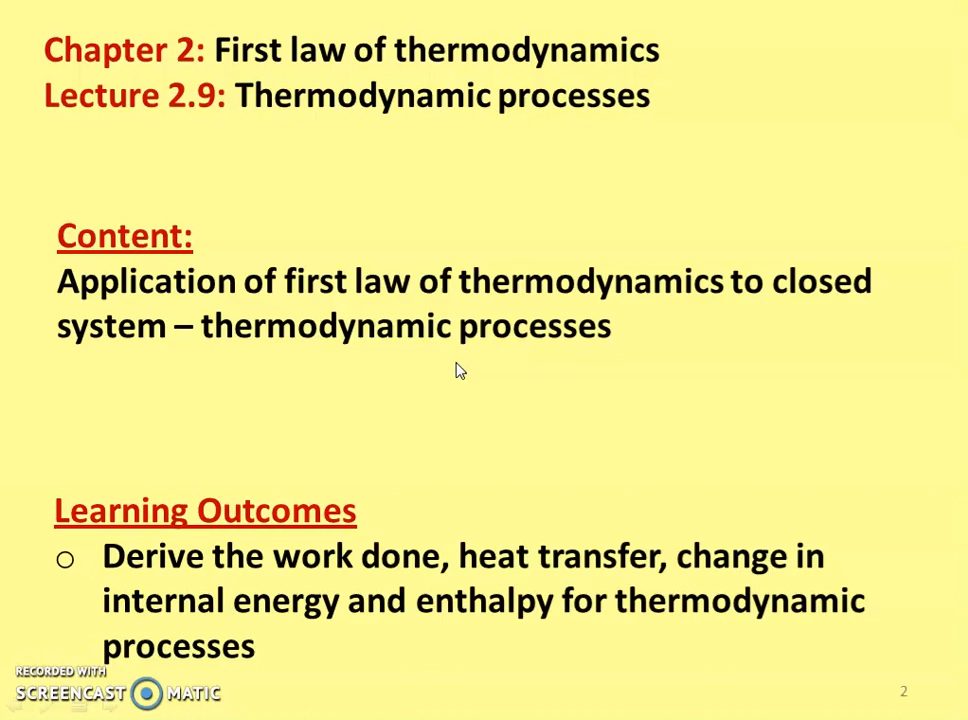 Chapter 2: First law of thermodynamics
Lecture 2.9: Thermodynamic processes
Content:
Application of first law of thermodynamics to closed
system – thermodynamic processes
Learning Outcomes
o Derive the work done, heat transfer, change in
internal energy and enthalpy for thermodynamic
processes
RECORDED WITH
SCREENCAST MATIC
2